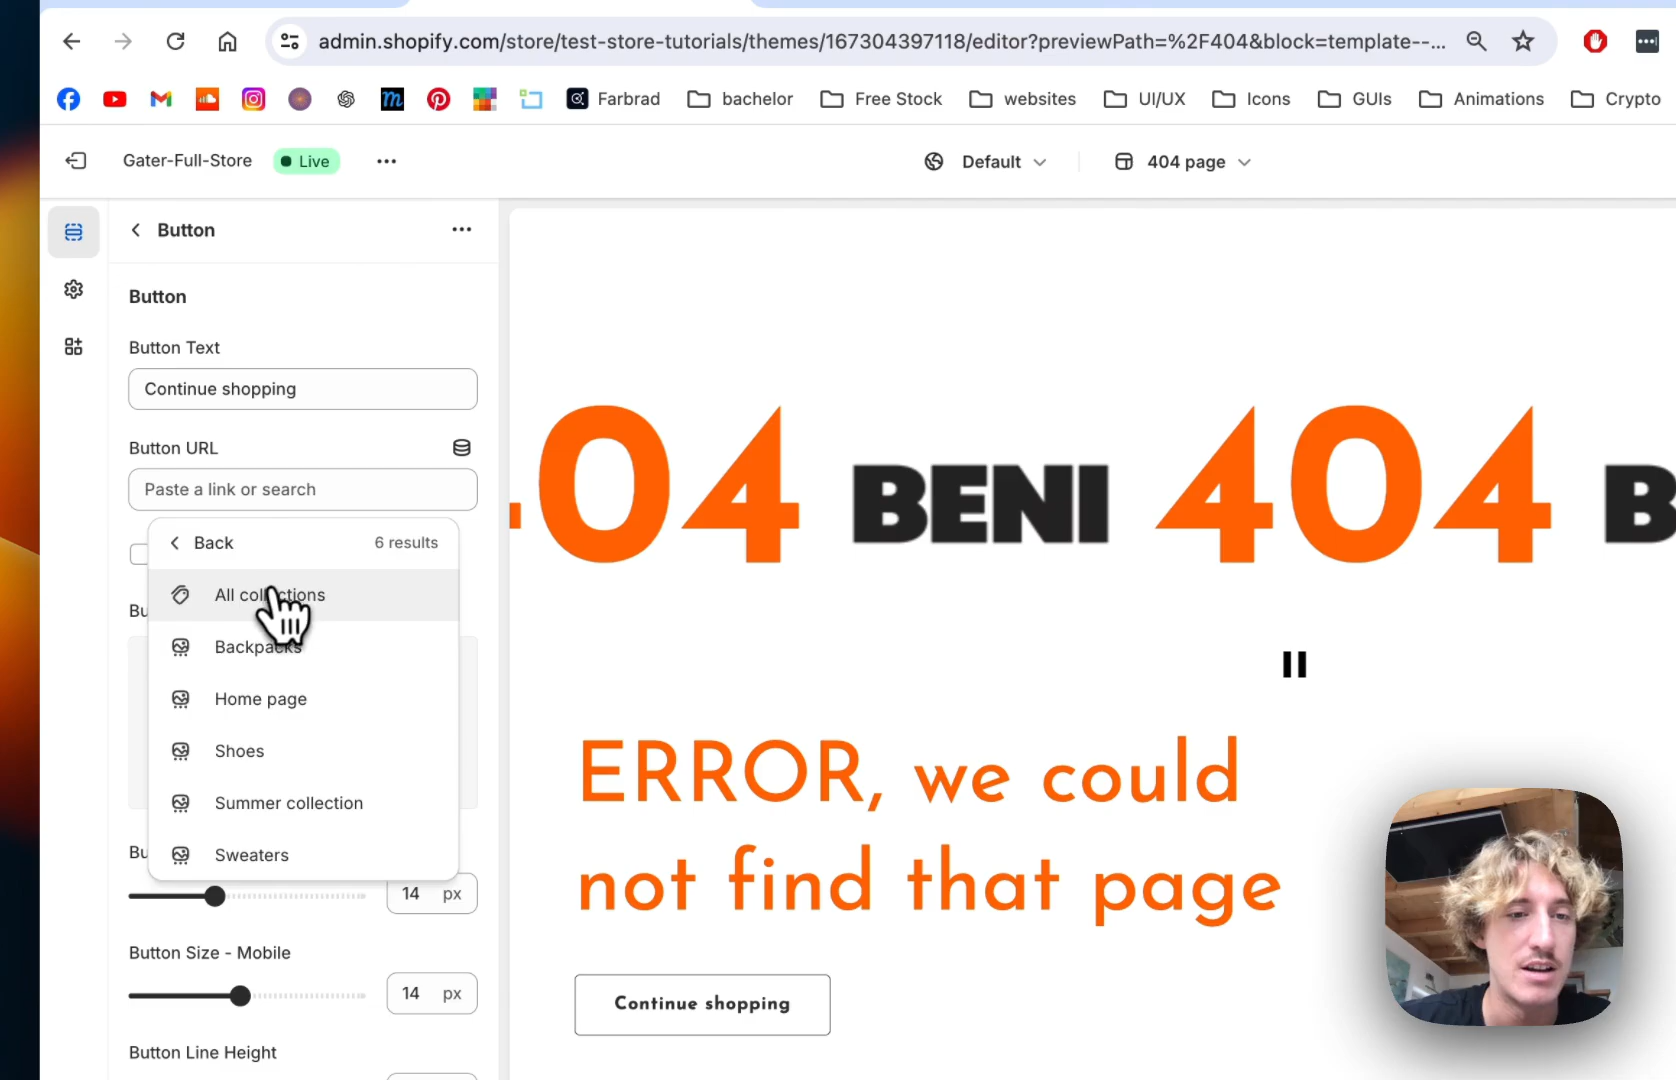 admin.shopify.com/store/test-store-tutorials/themes/167304397118/editor?previewPath=%2F404&block=template--...
Farbrad
bachelor
Free Stock
websites
UI/UX
Icons
GUIs
Animations
Crypto
Gater-Full-Store
Live
Default
404 page
Button
Button
Button Text
Continue shopping
Button URL
Paste a link or search
Back
6 results
All collections
Bu
Backpacks
Home page
Shoes
Summer collection
Bu
Sweaters
14 px
Button Size - Mobile
14 px
Button Line Height
404 BENI 404 B
ERROR, we could
not find that page
Continue shopping